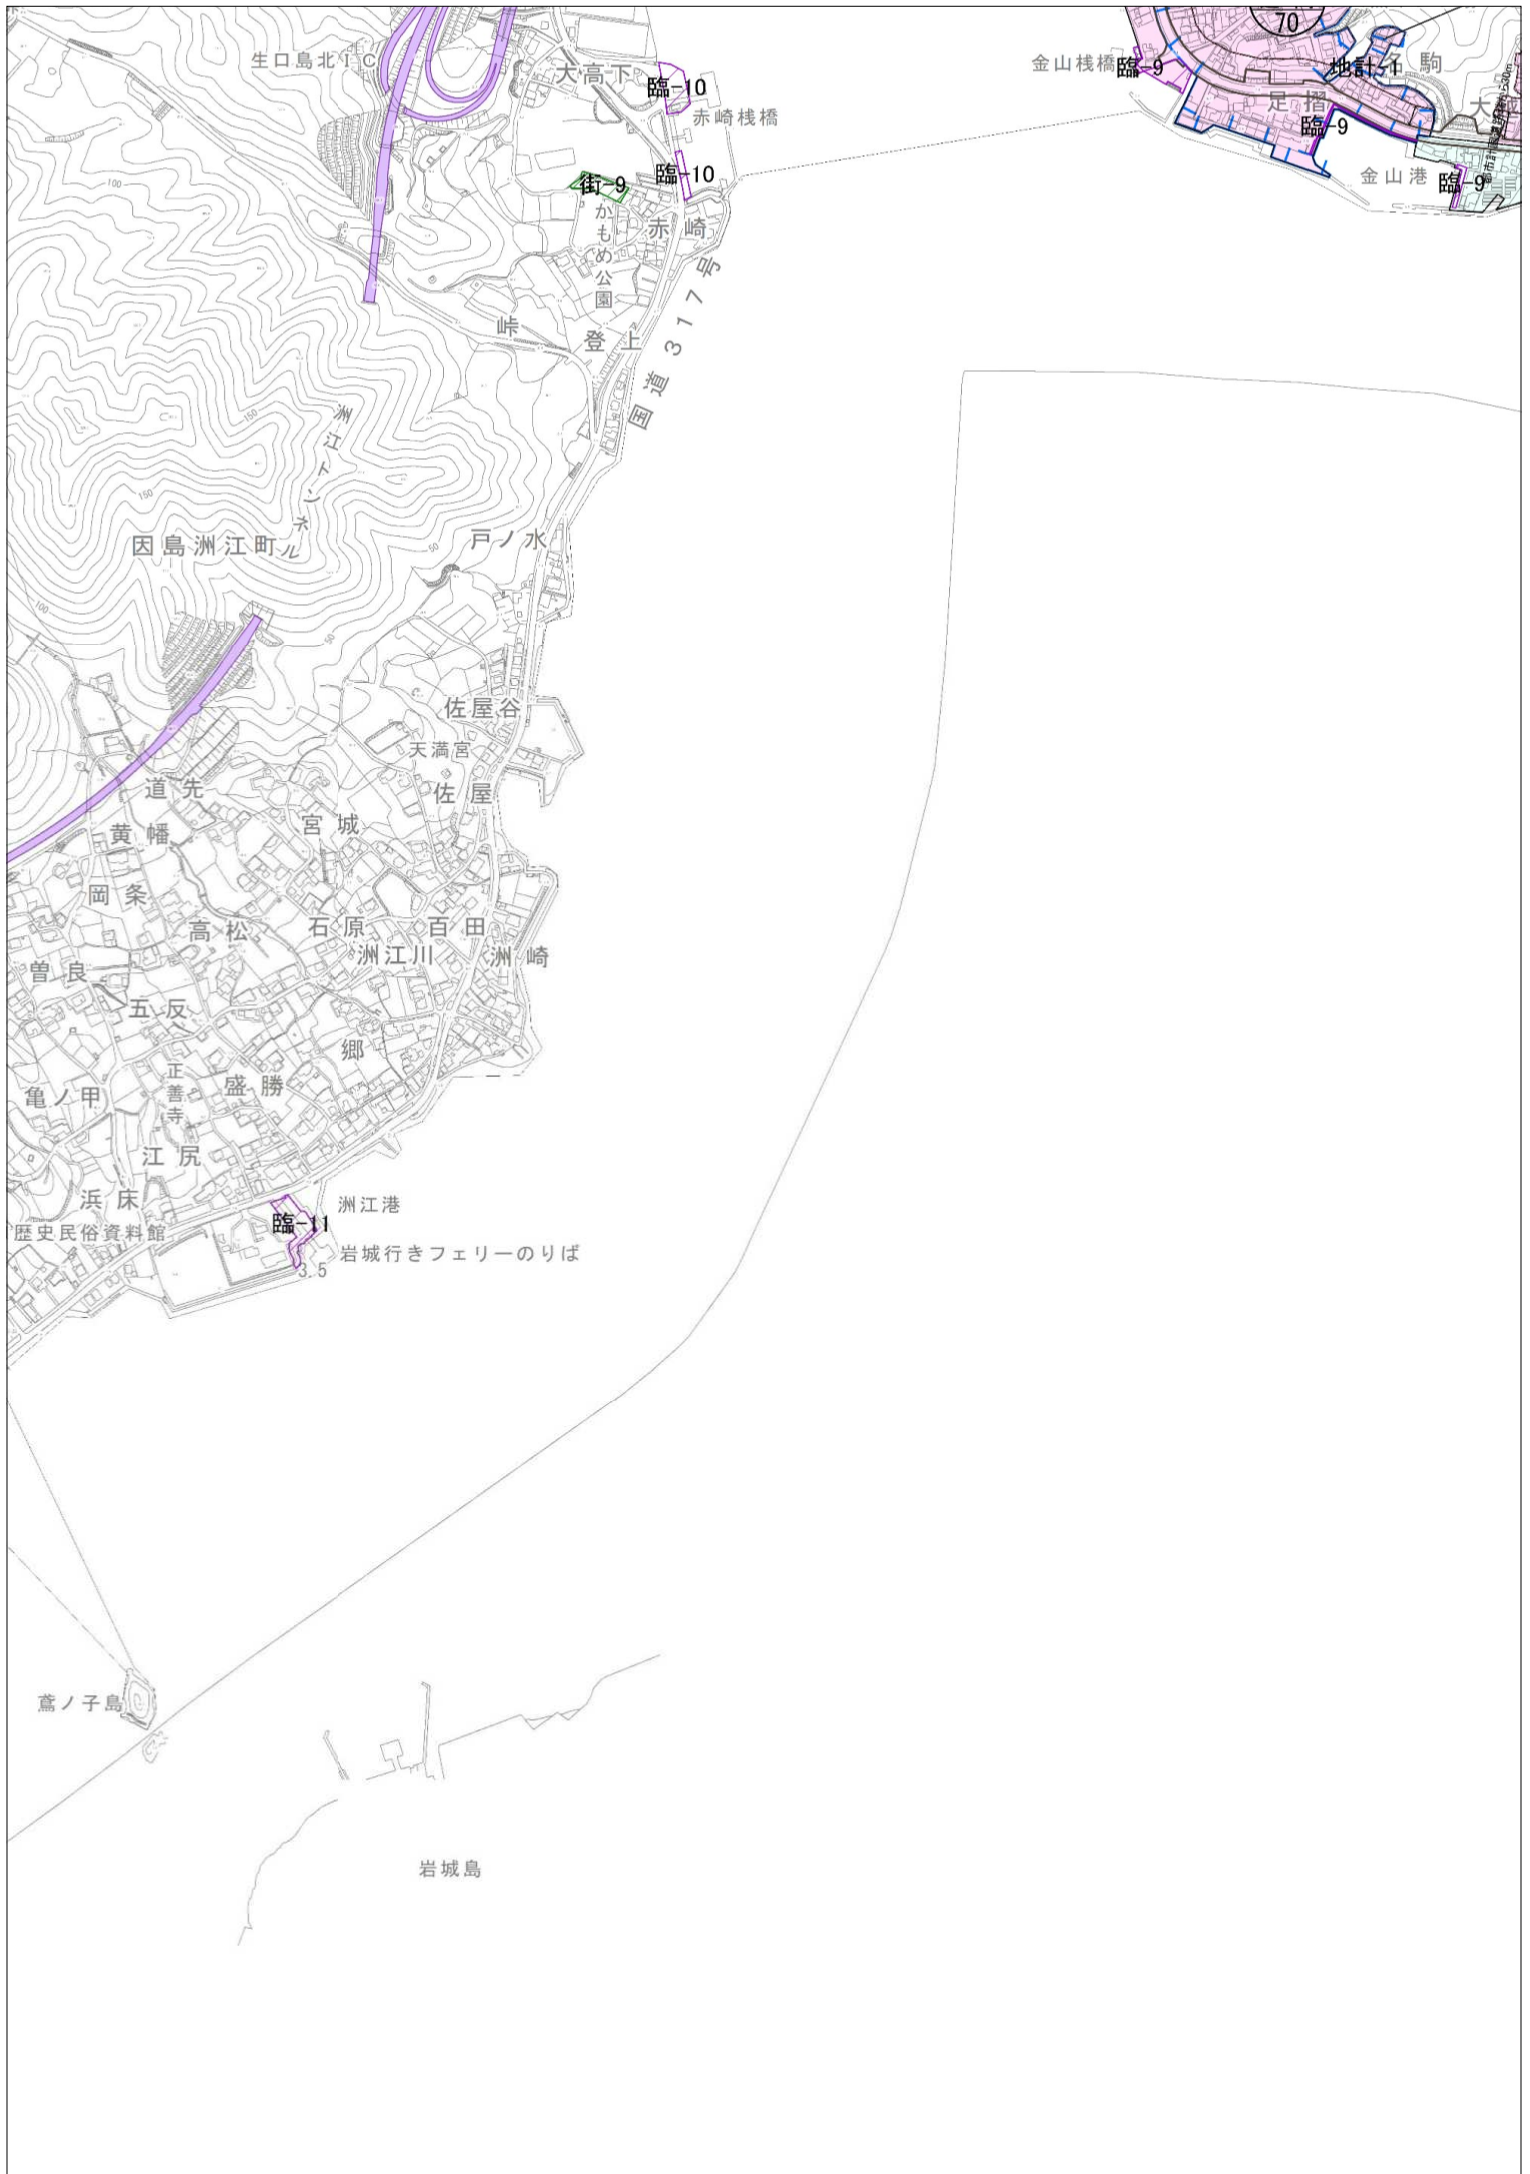 70
生口島北IC
大高下
臨-10
赤崎桟橋
金山桟橋
臨-9
地計-1
名駒
足摺
臨-9
金山港
臨-9
臨-10
街-9
かもめ公園
赤崎
国道317号
峠
登上
100
150
洲江トンネル
150
因島洲江町
戸ノ水
50
100
50
佐屋谷
天満宮
道先
佐屋
黄幡
宮城
岡条
高松
石原
百田
洲江川
洲崎
曽良
五反
郷
正善寺
盛勝
亀ノ甲
江尻
浜床
洲江港
臨-11
歴史民俗資料館
岩城行きフェリーのりば
3.5
鳶ノ子島
岩城島